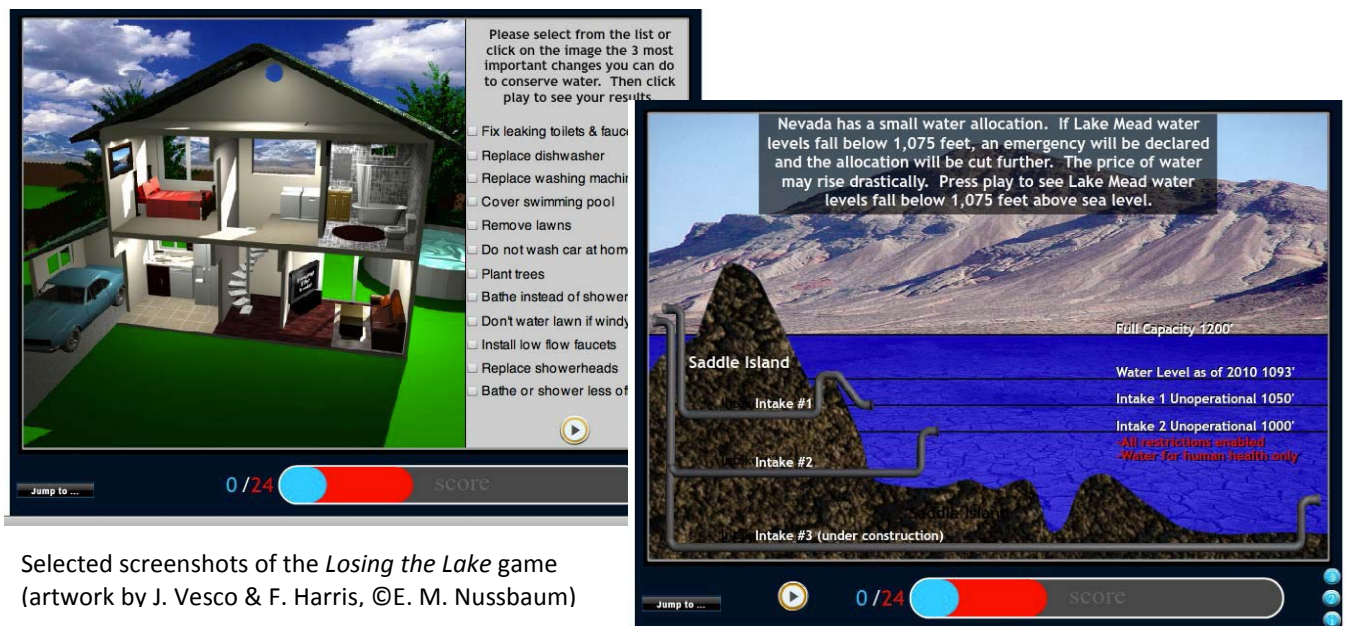 Please select from the list or
click on the image the 3 most
important changes you can do
to conserve water. Then click
play to see your results
Fix leaking toilets & fauc
Replace dishwasher
Replace washing machin
Cover swimming pool
Remove lawns
Do not wash car at hom
Plant trees
Bathe instead of shower
Don't water lawn if windy
Install low flow faucets
Replace showerheads
Bathe or shower less of
Jump to ...
0 /24
score
Nevada has a small water allocation. If Lake Mead water
levels fall below 1,075 feet, an emergency will be declared
and the allocation will be cut further. The price of water
may rise drastically. Press play to see Lake Mead water
levels fall below 1,075 feet above sea level.
Full Capacity 1200'
Saddle Island
Water Level as of 2010 1093'
Intake #1
Intake 1 Unoperational 1050'
Intake 2 Unoperational 1000'
-All restrictions enabled
-Water for human health only
Intake #2
Saddle Island
Intake #3 (under construction)
Jump to ...
0 /24
score
Selected screenshots of the Losing the Lake game
(artwork by J. Vesco & F. Harris, ©E. M. Nussbaum)